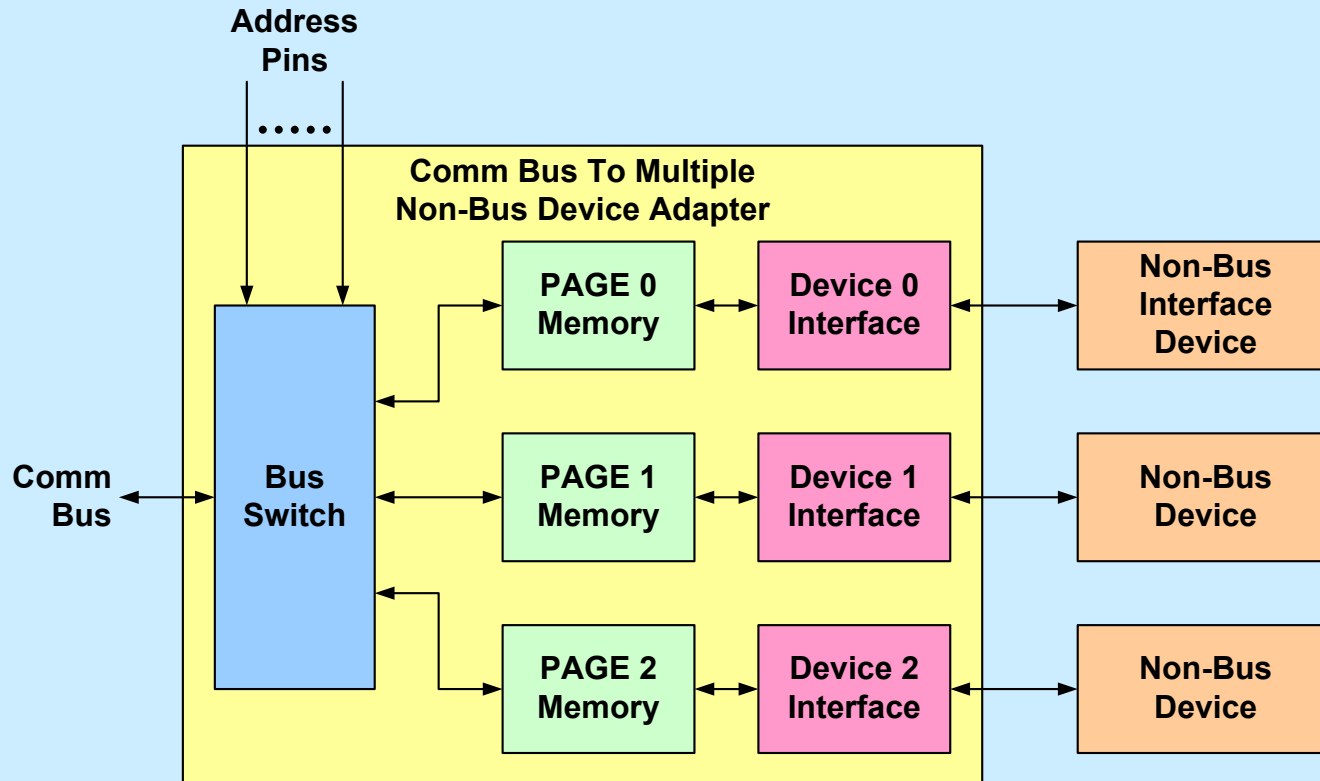 Address
Pins
Comm Bus To Multiple
Non-Bus Device Adapter
PAGE 0
Memory
Device 0
Interface
Non-Bus
Interface
Device
Comm
Bus
Bus
Switch
PAGE 1
Memory
Device 1
Interface
Non-Bus
Device
PAGE 2
Memory
Device 2
Interface
Non-Bus
Device